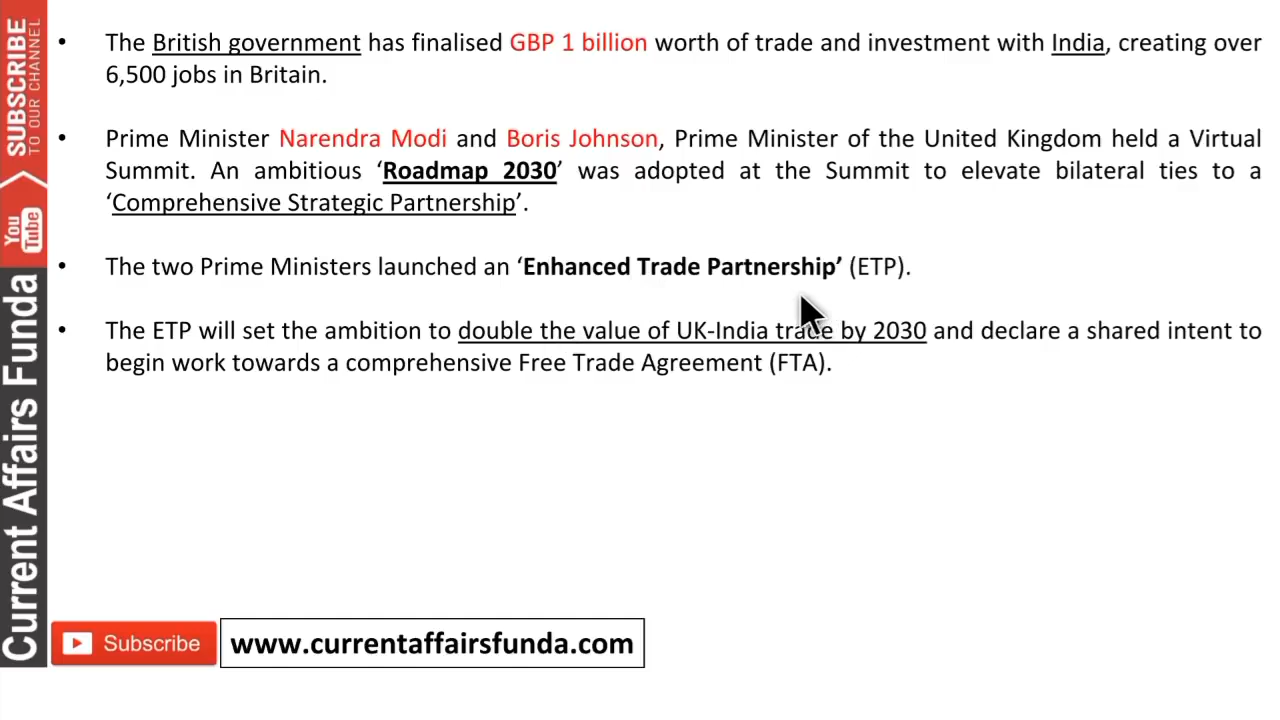 • The British government has finalised GBP 1 billion worth of trade and investment with India, creating over
6,500 jobs in Britain.
• Prime Minister Narendra Modi and Boris Johnson, Prime Minister of the United Kingdom held a Virtual
Summit. An ambitious ‘Roadmap 2030’ was adopted at the Summit to elevate bilateral ties to a
‘Comprehensive Strategic Partnership’.
• The two Prime Ministers launched an ‘Enhanced Trade Partnership’ (ETP).
• The ETP will set the ambition to double the value of UK-India trade by 2030 and declare a shared intent to
begin work towards a comprehensive Free Trade Agreement (FTA).
SUBSCRIBE
TO OUR CHANNEL
You
Tube
Current Affairs Funda
Subscribe
www.currentaffairsfunda.com